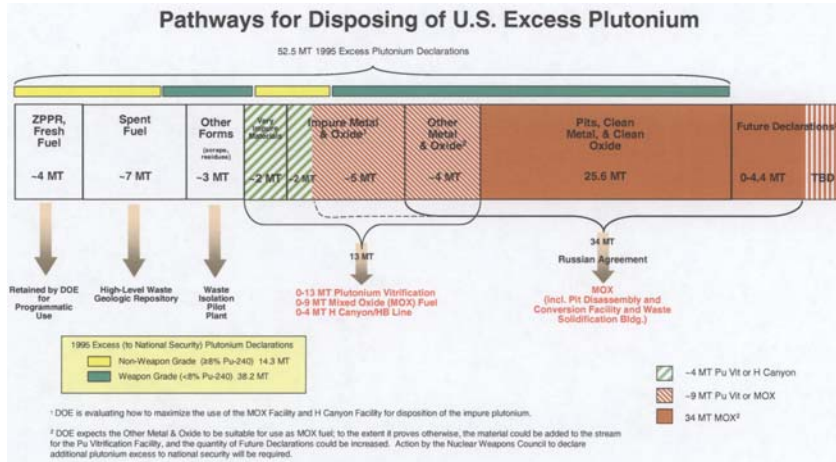 Pathways for Disposing of U.S. Excess Plutonium
52.5 MT 1995 Excess Plutonium Declarations
ZPPR,
Fresh
Fuel
~4 MT
Spent
Fuel
~7 MT
Other
Forms
(scraps,
residues)
~3 MT
Very
Impure
Materials
~2 MT
~2 MT
Impure Metal
& Oxide¹
~5 MT
Other
Metal
& Oxide²
~4 MT
Pits, Clean
Metal, & Clean
Oxide
25.6 MT
Future Declarations
0-4.4 MT
TBD
Retained by DOE
for
Programmatic
Use
High-Level Waste
Geologic Repository
Waste
Isolation
Pilot
Plant
13 MT
0-13 MT Plutonium Vitrification
0-9 MT Mixed Oxide (MOX) Fuel
0-4 MT H Canyon/HB Line
34 MT
Russian Agreement
MOX
(incl. Pit Disassembly and
Conversion Facility and Waste
Solidification Bldg.)
1995 Excess (to National Security) Plutonium Declarations
Non-Weapon Grade (≥8% Pu-240) 14.3 MT
Weapon Grade (<8% Pu-240) 38.2 MT
~4 MT Pu Vit or H Canyon
~9 MT Pu Vit or MOX
34 MT MOX²
¹ DOE is evaluating how to maximize the use of the MOX Facility and H Canyon Facility for disposition of the impure plutonium.
² DOE expects the Other Metal & Oxide to be suitable for use as MOX fuel; to the extent it proves otherwise, the material could be added to the stream
for the Pu Vitrification Facility, and the quantity of Future Declarations could be increased. Action by the Nuclear Weapons Council to declare
additional plutonium excess to national security will be required.